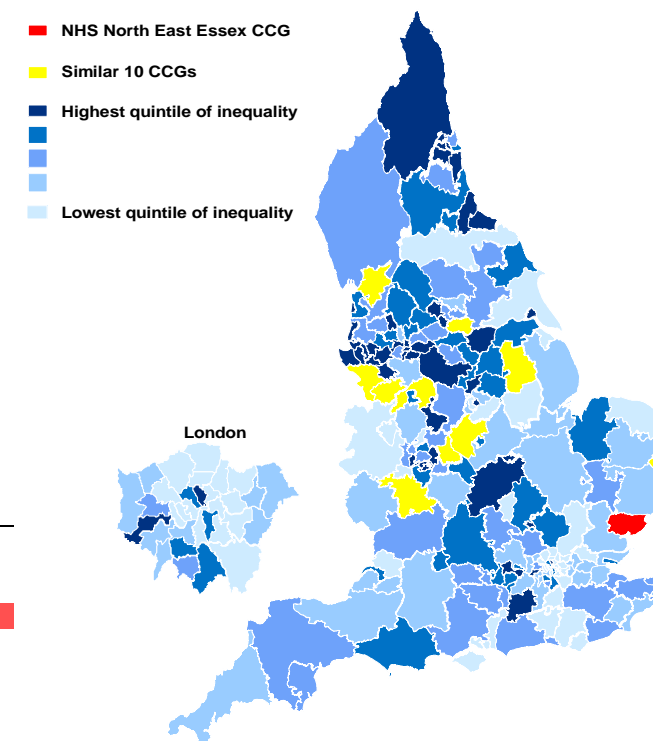 NHS North East Essex CCG
Similar 10 CCGs
Highest quintile of inequality
Lowest quintile of inequality
London